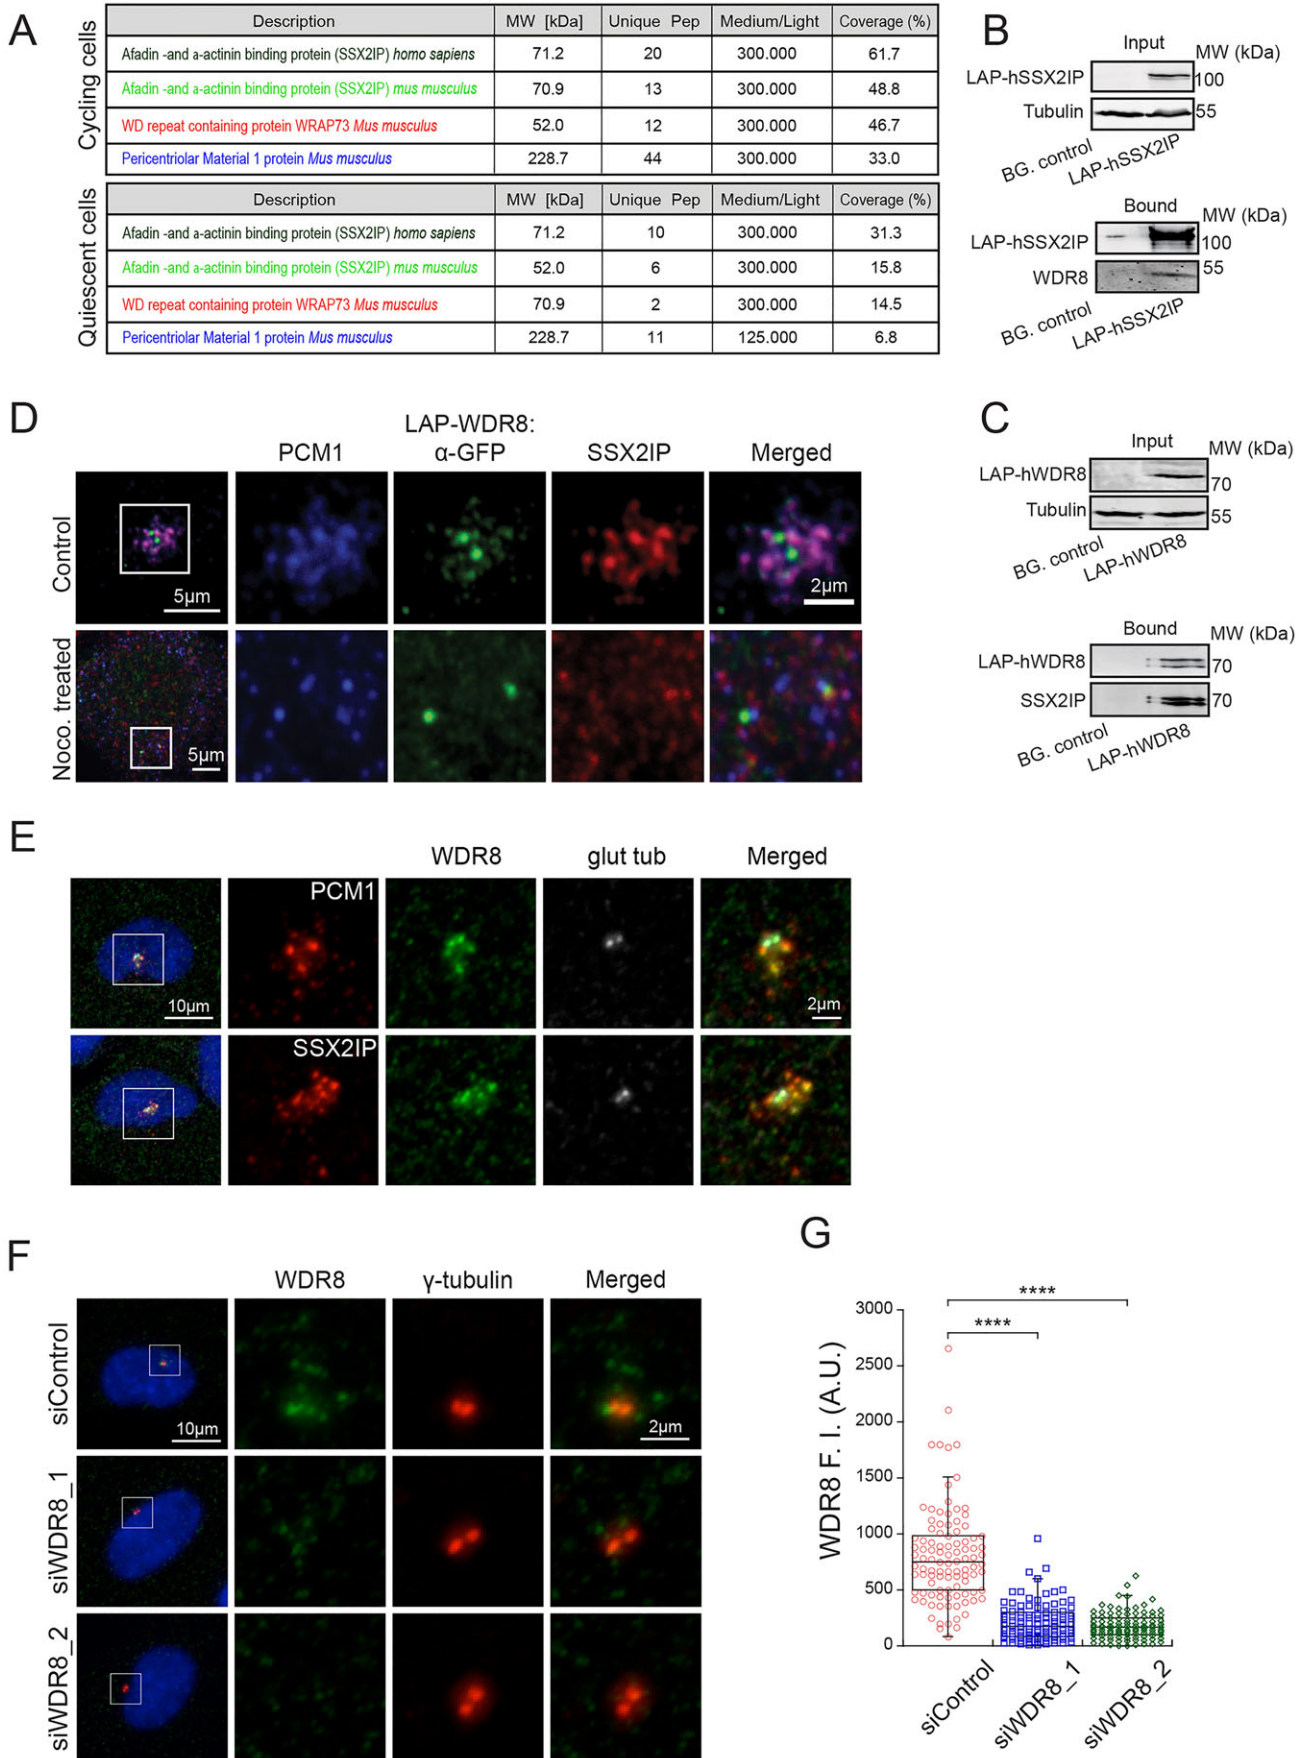 A
Cycling cells
Description MW [kDa] Unique Pep Medium/Light Coverage (%)
Afadin -and a-actinin binding protein (SSX2IP) homo sapiens 71.2 20 300.000 61.7
Afadin -and a-actinin binding protein (SSX2IP) mus musculus 70.9 13 300.000 48.8
WD repeat containing protein WRAP73 Mus musculus 52.0 12 300.000 46.7
Pericentriolar Material 1 protein Mus musculus 228.7 44 300.000 33.0
Quiescent cells
Description MW [kDa] Unique Pep Medium/Light Coverage (%)
Afadin -and a-actinin binding protein (SSX2IP) homo sapiens 71.2 10 300.000 31.3
Afadin -and a-actinin binding protein (SSX2IP) mus musculus 52.0 6 300.000 15.8
WD repeat containing protein WRAP73 Mus musculus 70.9 2 300.000 14.5
Pericentriolar Material 1 protein Mus musculus 228.7 11 125.000 6.8
B
Input
MW (kDa)
LAP-hSSX2IP 100
Tubulin 55
BG. control LAP-hSSX2IP
Bound
MW (kDa)
LAP-hSSX2IP 100
WDR8 55
BG. control LAP-hSSX2IP
C
Input
MW (kDa)
LAP-hWDR8 70
Tubulin 55
BG. control LAP-hWDR8
Bound
MW (kDa)
LAP-hWDR8 70
SSX2IP 70
BG. control LAP-hWDR8
D
LAP-WDR8:
PCM1 α-GFP SSX2IP Merged
Control
5µm 2µm
Noco. treated
5µm
E
WDR8 glut tub Merged
PCM1
10µm 2µm
SSX2IP
F
WDR8 γ-tubulin Merged
siControl
10µm 2µm
siWDR8_1
siWDR8_2
G
****
****
WDR8 F. I. (A.U.)
3000
2500
2000
1500
1000
500
0
siControl siWDR8_1 siWDR8_2